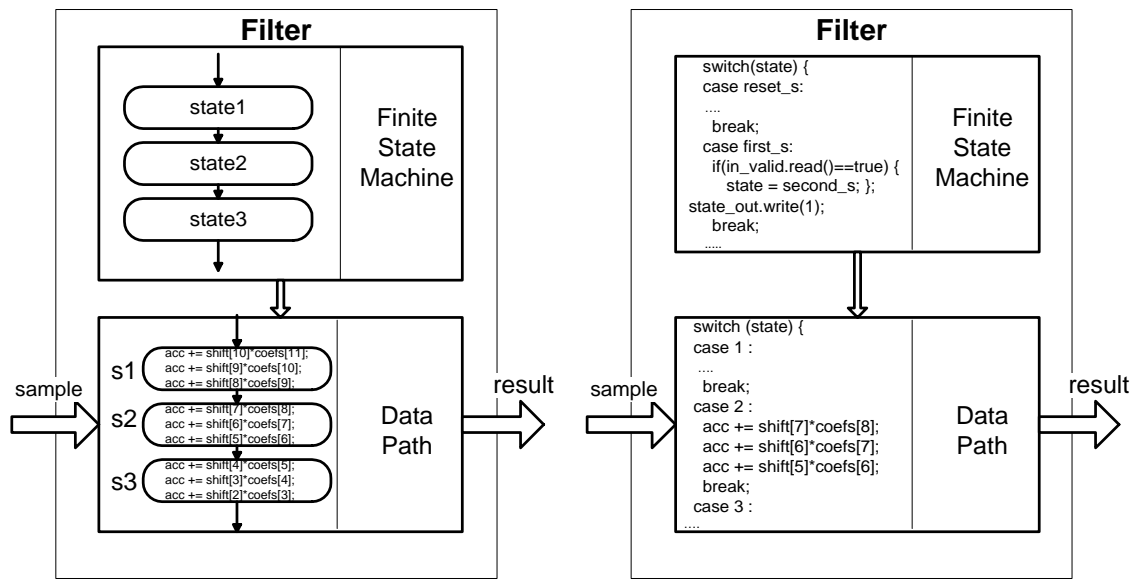 Filter
state1
state2
state3
Finite
State
Machine
sample
s1
acc += shift[10]*coefs[11];
acc += shift[9]*coefs[10];
acc += shift[8]*coefs[9];
s2
acc += shift[7]*coefs[8];
acc += shift[6]*coefs[7];
acc += shift[5]*coefs[6];
s3
acc += shift[4]*coefs[5];
acc += shift[3]*coefs[4];
acc += shift[2]*coefs[3];
Data
Path
result
Filter
switch(state) {
case reset_s:
....
break;
case first_s:
if(in_valid.read()==true) {
state = second_s; };
state_out.write(1);
break;
.....
Finite
State
Machine
sample
switch (state) {
case 1 :
....
break;
case 2 :
acc += shift[7]*coefs[8];
acc += shift[6]*coefs[7];
acc += shift[5]*coefs[6];
break;
case 3 :
....
Data
Path
result